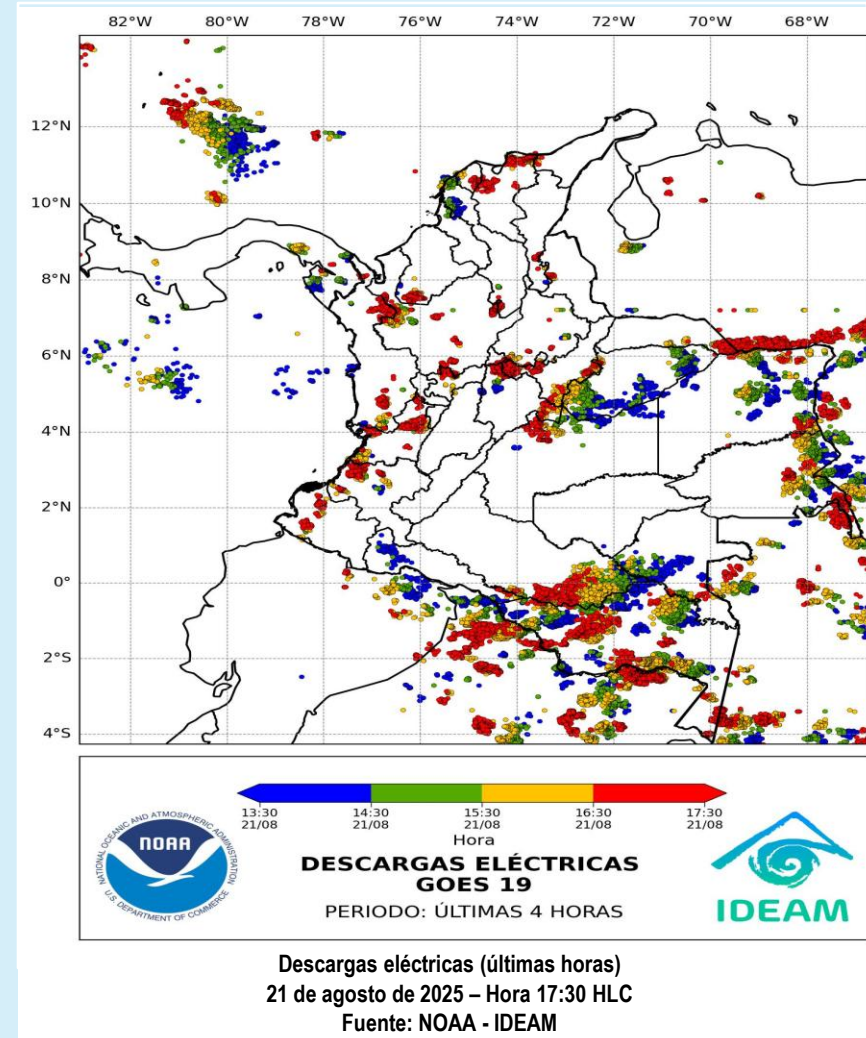 82°W 80°W 78°W 76°W 74°W 72°W 70°W 68°W
12°N
10°N
8°N
6°N
4°N
2°N
0°
2°S
4°S
13:30 14:30 15:30 16:30 17:30
21/08 21/08 21/08 21/08 21/08
Hora
NATIONAL OCEANIC AND ATMOSPHERIC ADMINISTRATION
NOAA
U.S. DEPARTMENT OF COMMERCE
DESCARGAS ELÉCTRICAS
GOES 19
PERIODO: ÚLTIMAS 4 HORAS
IDEAM
Descargas eléctricas (últimas horas)
21 de agosto de 2025 – Hora 17:30 HLC
Fuente: NOAA - IDEAM